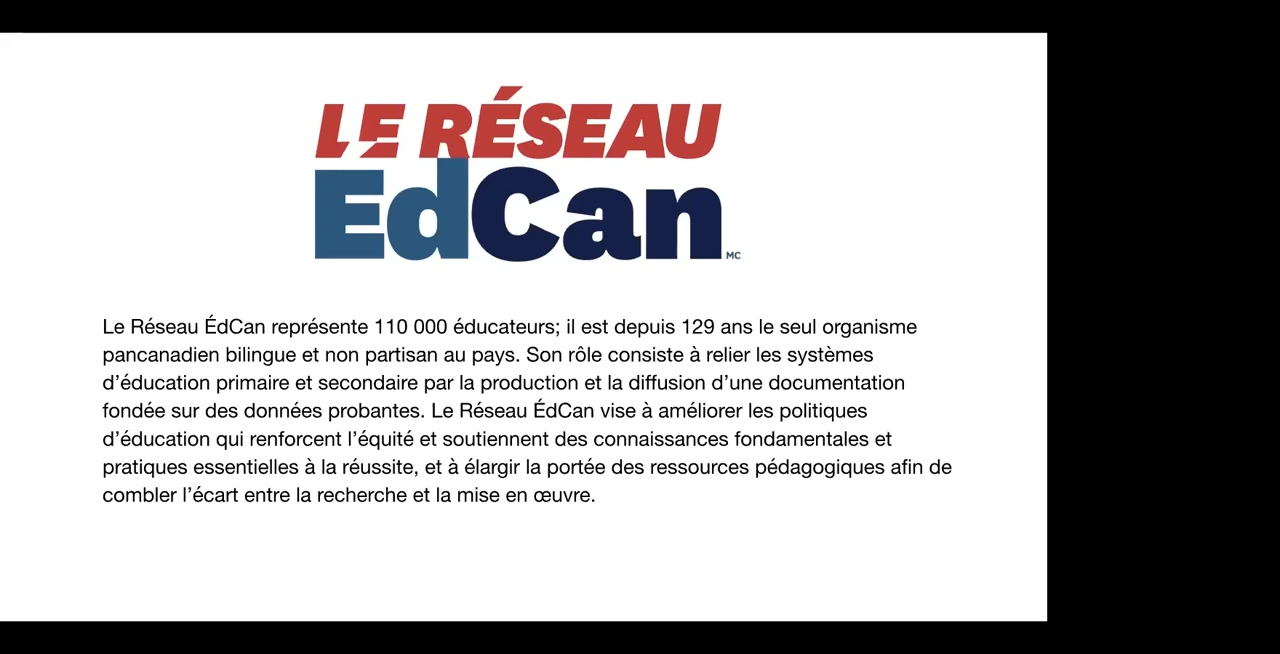 LE RÉSEAU
EdCan MC
Le Réseau ÉdCan représente 110 000 éducateurs; il est depuis 129 ans le seul organisme
pancanadien bilingue et non partisan au pays. Son rôle consiste à relier les systèmes
d’éducation primaire et secondaire par la production et la diffusion d’une documentation
fondée sur des données probantes. Le Réseau ÉdCan vise à améliorer les politiques
d’éducation qui renforcent l’équité et soutiennent des connaissances fondamentales et
pratiques essentielles à la réussite, et à élargir la portée des ressources pédagogiques afin de
combler l’écart entre la recherche et la mise en œuvre.